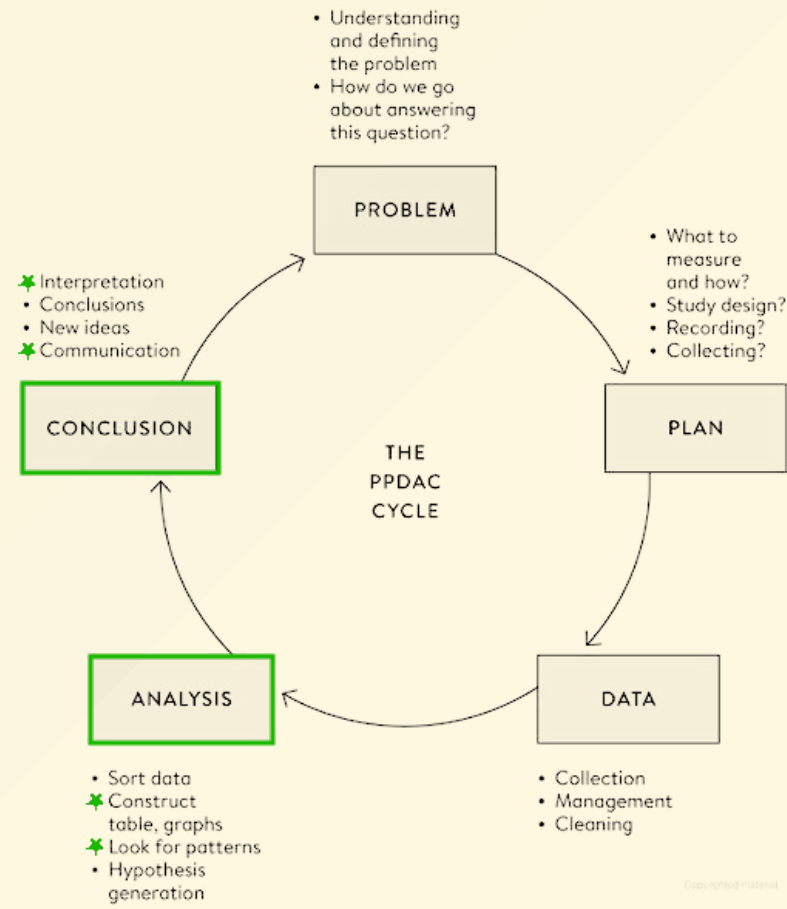 • Understanding
and defining
the problem
• How do we go
about answering
this question?
PROBLEM
• What to
measure
and how?
• Study design?
• Recording?
• Collecting?
PLAN
Interpretation
• Conclusions
• New ideas
Communication
CONCLUSION
THE
PPDAC
CYCLE
ANALYSIS
• Sort data
Construct
table, graphs
Look for patterns
• Hypothesis
generation
DATA
• Collection
• Management
• Cleaning
Copyrighted material